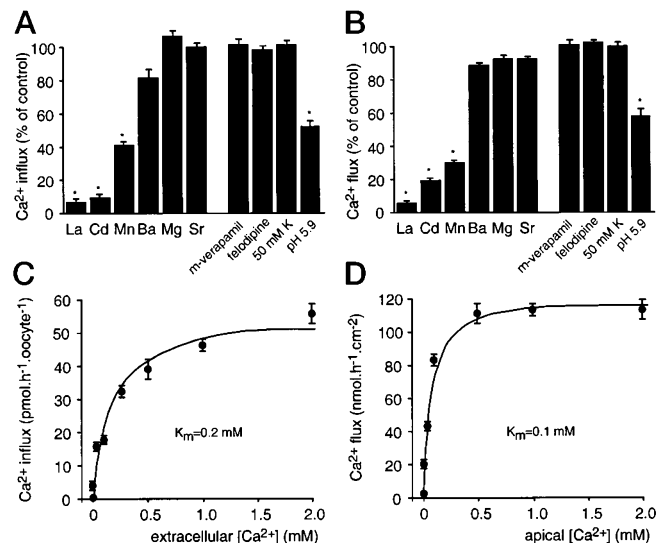 A
Ca2+ influx (% of control)
100
80
60
40
20
0
* * * *
La Cd Mn Ba Mg Sr
m-verapamil
felodipine
50 mM K
pH 5.9
B
Ca2+ flux (% of control)
100
80
60
40
20
0
* * * *
La Cd Mn Ba Mg Sr
m-verapamil
felodipine
50 mM K
pH 5.9
C
Ca2+ influx (pmol.h-1.oocyte-1)
60
50
40
30
20
10
0
Km=0.2 mM
0 0.5 1.0 1.5 2.0
extracellular [Ca2+] (mM)
D
Ca2+ flux (nmol.h-1.cm-2)
120
100
80
60
40
20
0
Km=0.1 mM
0 0.5 1.0 1.5 2.0
apical [Ca2+] (mM)